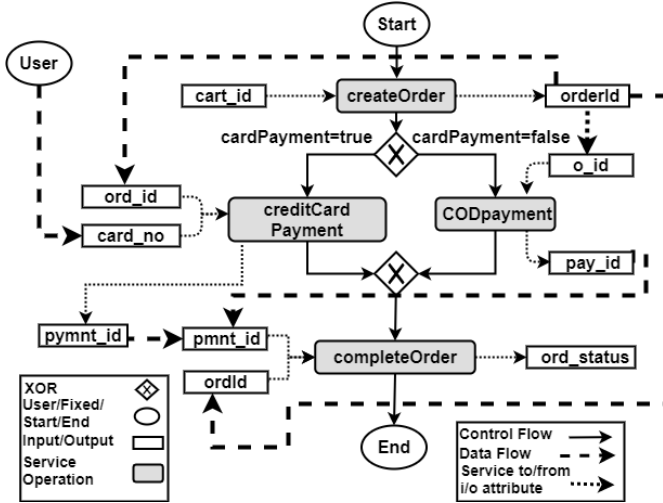 Start
User
cart_id
createOrder
orderId
cardPayment=true
cardPayment=false
X
o_id
ord_id
creditCard
Payment
CODpayment
card_no
X
pay_id
pymnt_id
pmnt_id
completeOrder
ord_status
ordId
End
XOR
User/Fixed/
Start/End
Input/Output
Service
Operation
Control Flow
Data Flow
Service to/from
i/o attribute